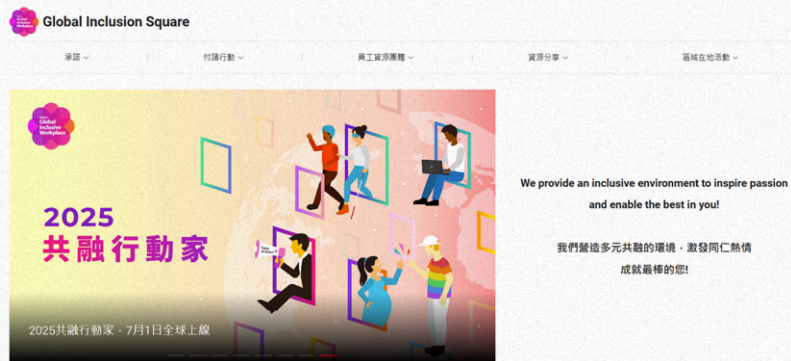 Global Inclusion Square
承諾
付諸行動
員工資源團體
資源分享
區域在地活動
Global
Inclusive
Workplace
2025
共融行動家
2025共融行動家，7月1日全球上線
We provide an inclusive environment to inspire passion
and enable the best in you!
我們營造多元共融的環境，激發同仁熱情
成就最棒的您!